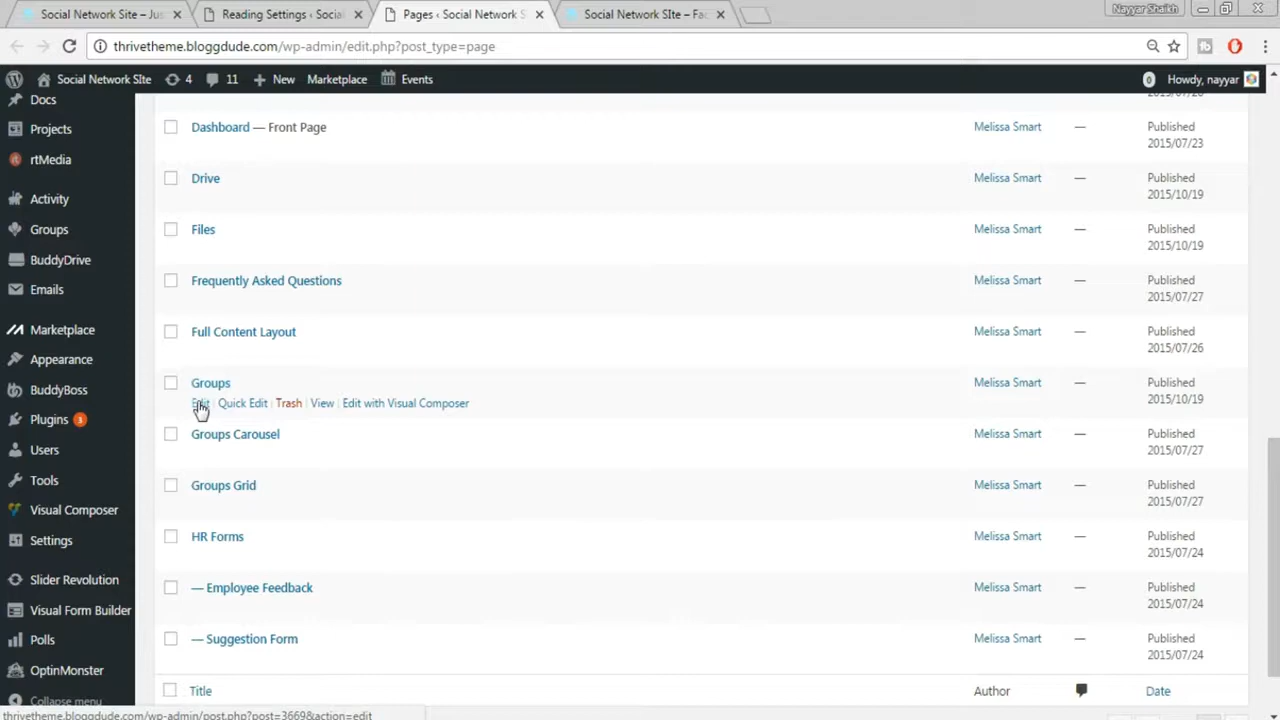 Social Network Site – Jus
Reading Settings ‹ Social
Pages ‹ Social Network S
Social Network SIte – Fac
Nayyar Shaikh
thrivetheme.bloggdude.com/wp-admin/edit.php?post_type=page
Social Network SIte
4
11
New
Marketplace
Events
0
Howdy, nayyar
Docs
Projects
rtMedia
Activity
Groups
BuddyDrive
Emails
Marketplace
Appearance
BuddyBoss
Plugins 3
Users
Tools
Visual Composer
Settings
Slider Revolution
Visual Form Builder
Polls
OptinMonster
Collapse menu
Dashboard — Front Page Melissa Smart — Published
2015/07/23
Drive Melissa Smart — Published
2015/10/19
Files Melissa Smart — Published
2015/10/19
Frequently Asked Questions Melissa Smart — Published
2015/07/27
Full Content Layout Melissa Smart — Published
2015/07/26
Groups Melissa Smart — Published
Edit | Quick Edit | Trash | View | Edit with Visual Composer 2015/10/19
Groups Carousel Melissa Smart — Published
2015/07/27
Groups Grid Melissa Smart — Published
2015/07/27
HR Forms Melissa Smart — Published
2015/07/24
— Employee Feedback Melissa Smart — Published
2015/07/24
— Suggestion Form Melissa Smart — Published
2015/07/24
Title Author Date
thrivetheme.bloggdude.com/wp-admin/post.php?post=3669&action=edit